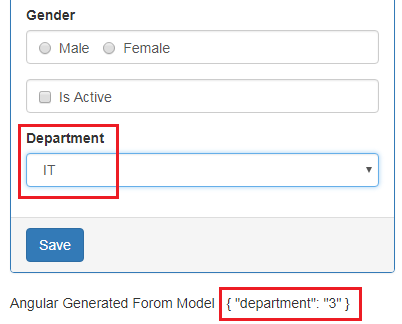 Gender
Male Female
Is Active
Department
IT
Save
Angular Generated Forom Model { "department": "3" }